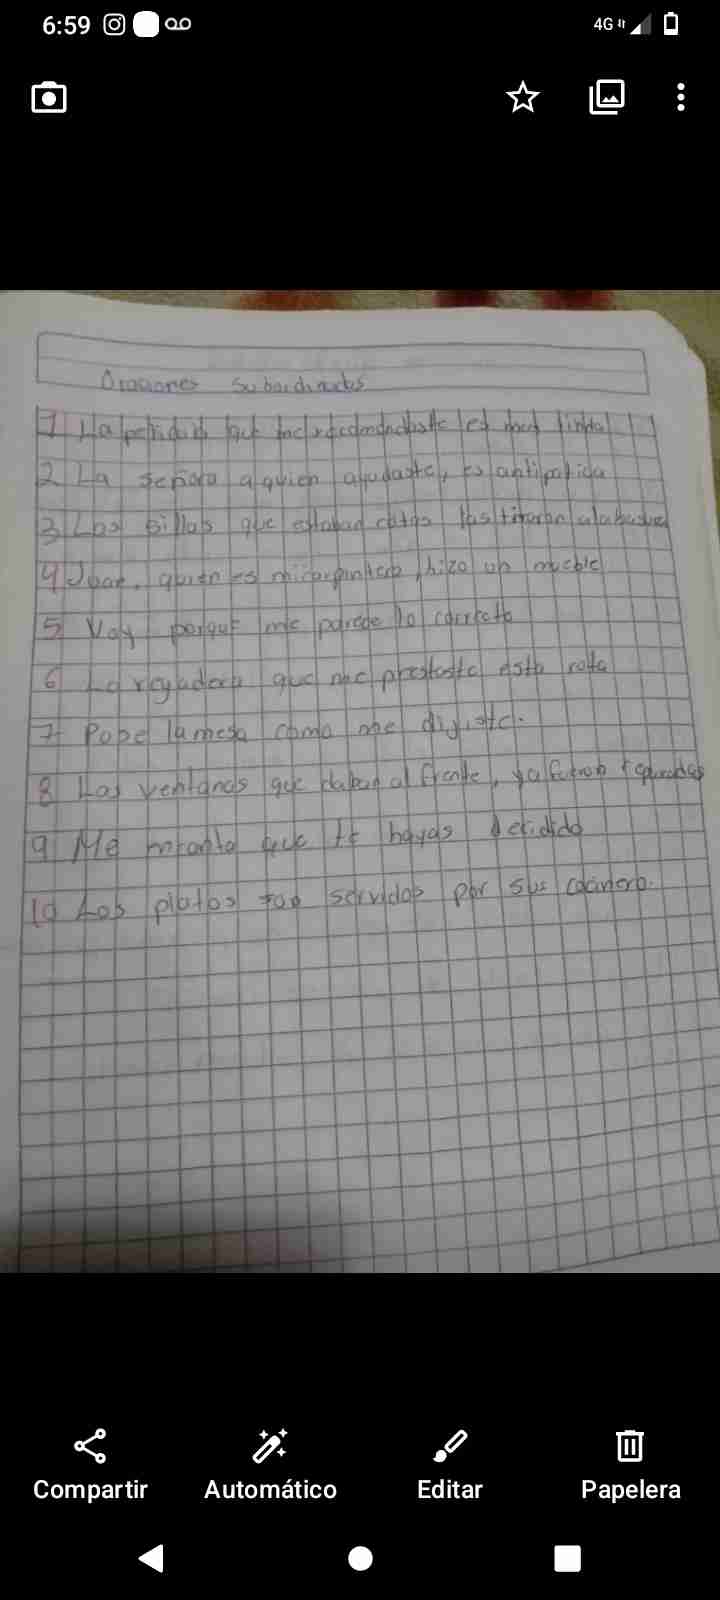 6:59
4G
Oraciones Subordinadas
1 La que me recomendaste es muy linda
2 La señora a quien ayudaste, es antipatica
3 Las sillas que estaban rotas las tiraron a la basura
4 Juan, quien es mi carpintero, hizo un mueble
5 Voy porque me parece lo correcto
6 La regadera que me prestaste esta rota
7 Pobe la mesa como me dijiste.
8 Las ventanas que daban al frente, ya fueron reparadas
9 Me encanta que te hayas decidido
10 Los platos son servidos por sus cocinero.
Compartir
Automático
Editar
Papelera